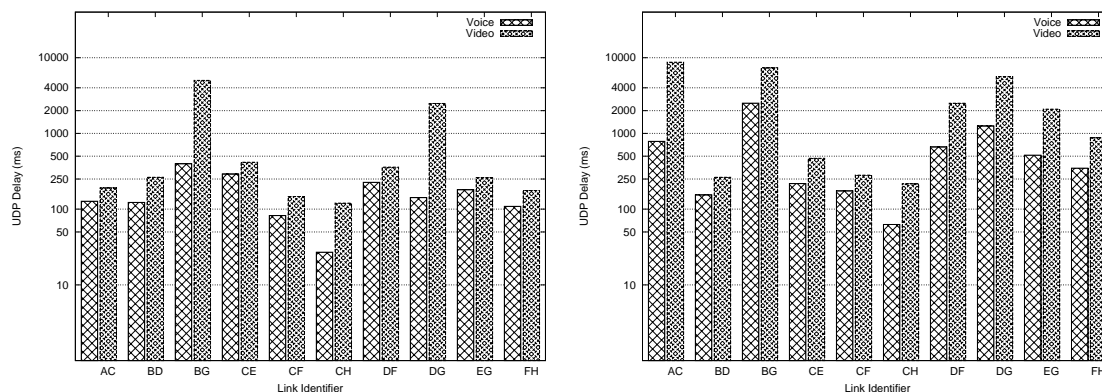 Voice
Video
10000
4000
2000
1000
500
250
100
50
10
UDP Delay (ms)
AC BD BG CE CF CH DF DG EG FH
Link Identifier
Voice
Video
10000
4000
2000
1000
500
250
100
50
10
UDP Delay (ms)
AC BD BG CE CF CH DF DG EG FH
Link Identifier